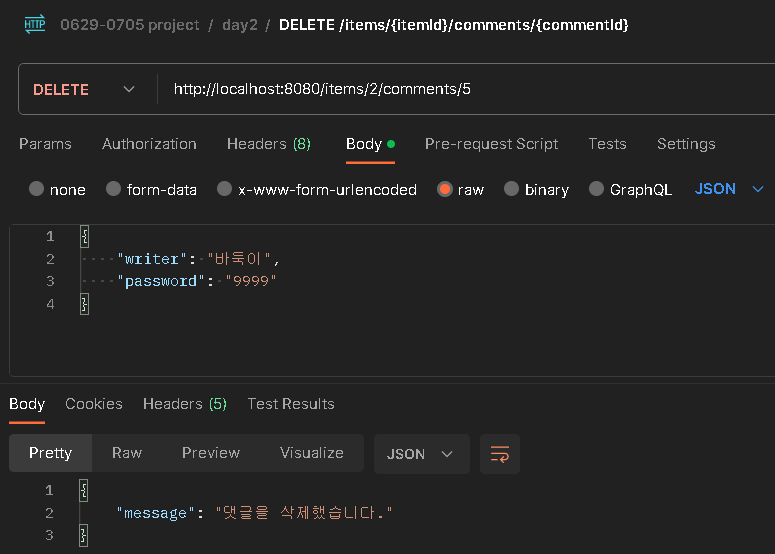 HTTP 0629-0705 project / day2 / DELETE /items/{itemId}/comments/{commentId}
DELETE http://localhost:8080/items/2/comments/5
Params Authorization Headers (8) Body Pre-request Script Tests Settings
none form-data x-www-form-urlencoded raw binary GraphQL JSON
1 {
2 "writer": "바둑이",
3 "password": "9999"
4 }
Body Cookies Headers (5) Test Results
Pretty Raw Preview Visualize JSON
1 {
2 "message": "댓글을 삭제했습니다."
3 }